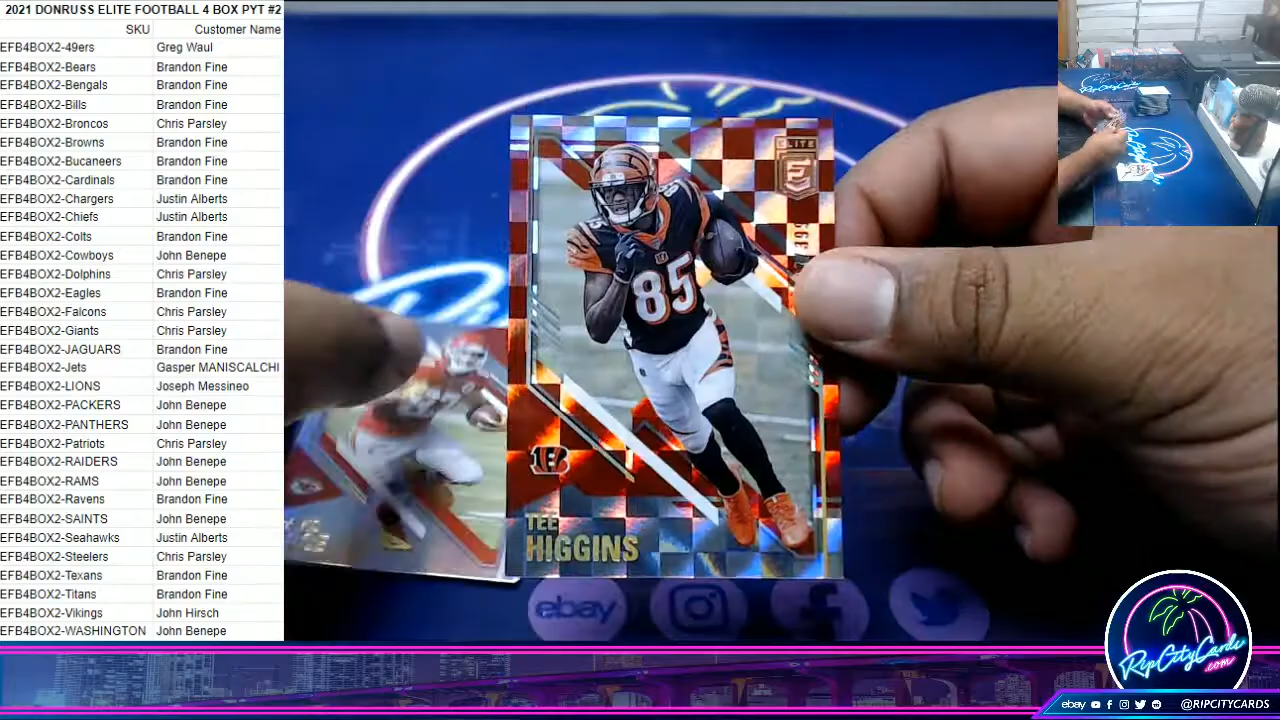 2021 DONRUSS ELITE FOOTBALL 4 BOX PYT #2
SKU Customer Name
EFB4BOX2-49ers Greg Waul
EFB4BOX2-Bears Brandon Fine
EFB4BOX2-Bengals Brandon Fine
EFB4BOX2-Bills Brandon Fine
EFB4BOX2-Broncos Chris Parsley
EFB4BOX2-Browns Brandon Fine
EFB4BOX2-Bucaneers Brandon Fine
EFB4BOX2-Cardinals Brandon Fine
EFB4BOX2-Chargers Justin Alberts
EFB4BOX2-Chiefs Justin Alberts
EFB4BOX2-Colts Brandon Fine
EFB4BOX2-Cowboys John Benepe
EFB4BOX2-Dolphins Chris Parsley
EFB4BOX2-Eagles Brandon Fine
EFB4BOX2-Falcons Chris Parsley
EFB4BOX2-Giants Chris Parsley
EFB4BOX2-JAGUARS Brandon Fine
EFB4BOX2-Jets Gasper MANISCALCHI
EFB4BOX2-LIONS Joseph Messineo
EFB4BOX2-PACKERS John Benepe
EFB4BOX2-PANTHERS John Benepe
EFB4BOX2-Patriots Chris Parsley
EFB4BOX2-RAIDERS John Benepe
EFB4BOX2-RAMS John Benepe
EFB4BOX2-Ravens Brandon Fine
EFB4BOX2-SAINTS John Benepe
EFB4BOX2-Seahawks Justin Alberts
EFB4BOX2-Steelers Chris Parsley
EFB4BOX2-Texans Brandon Fine
EFB4BOX2-Titans Brandon Fine
EFB4BOX2-Vikings John Hirsch
EFB4BOX2-WASHINGTON John Benepe
ELITE
E
85
85
TEE
HIGGINS
ebay
RipCityCards
.com
ebay @RIPCITYCARDS